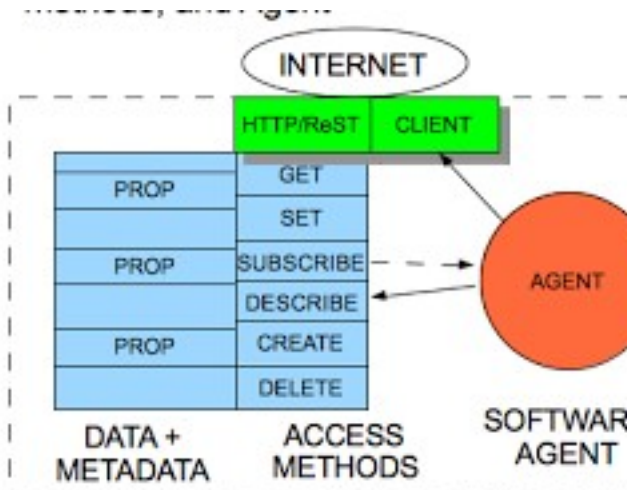 INTERNET
HTTP/ReST CLIENT
GET
PROP
SET
PROP
SUBSCRIBE
AGENT
DESCRIBE
PROP
CREATE
DELETE
DATA +
METADATA
ACCESS
METHODS
SOFTWAR
AGENT